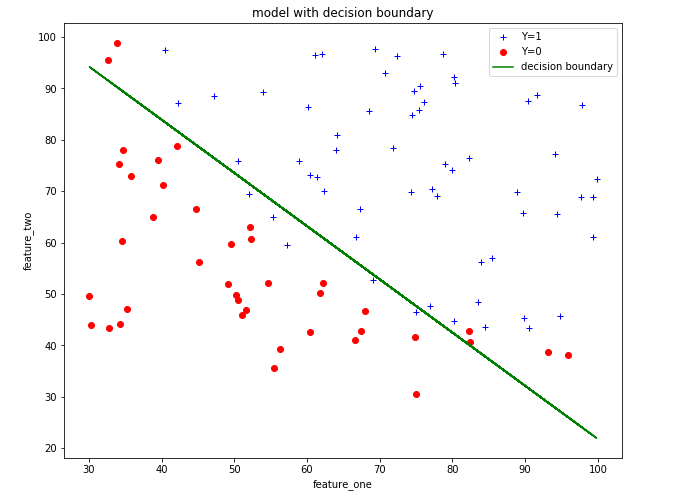 model with decision boundary
Y=1
Y=0
decision boundary
100
90
80
70
60
50
40
30
20
feature_two
30 40 50 60 70 80 90 100
feature_one